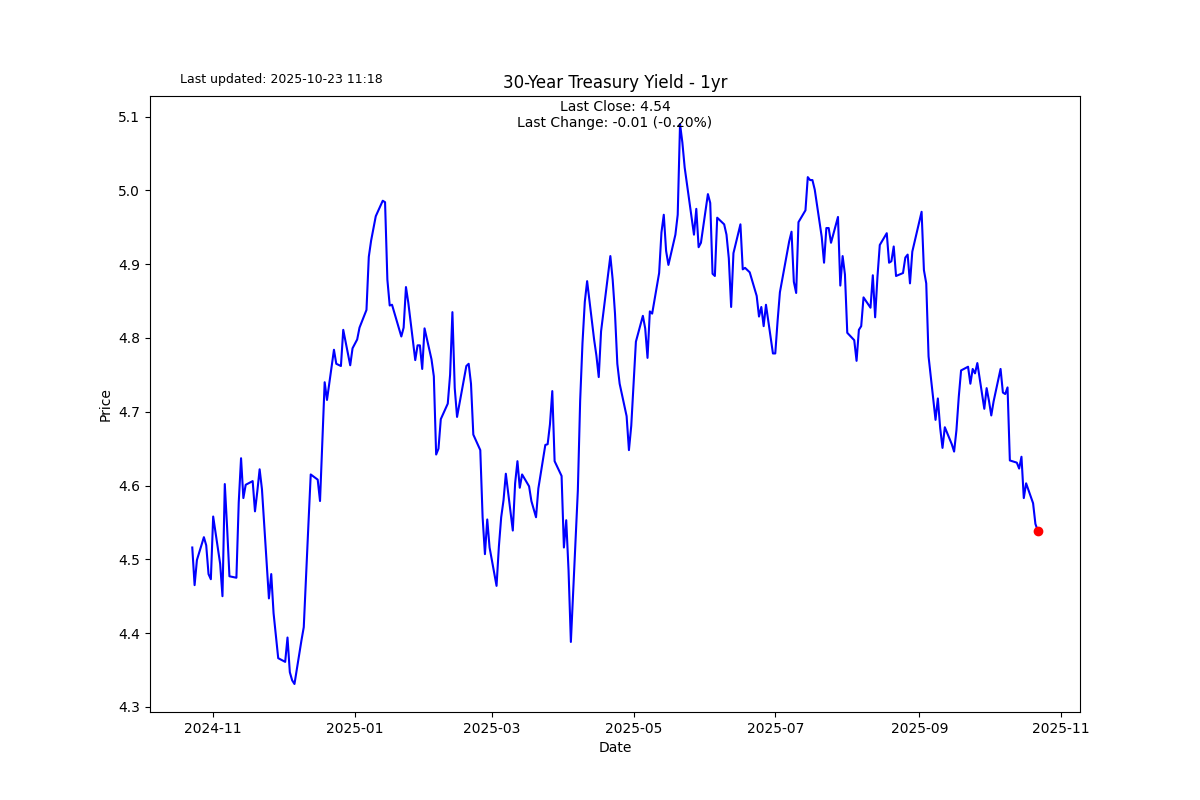 Last updated: 2025-10-23 11:18
30-Year Treasury Yield - 1yr
Last Close: 4.54
Last Change: -0.01 (-0.20%)
5.1
5.0
4.9
4.8
4.7
4.6
4.5
4.4
4.3
Price
2024-11
2025-01
2025-03
2025-05
2025-07
2025-09
2025-11
Date